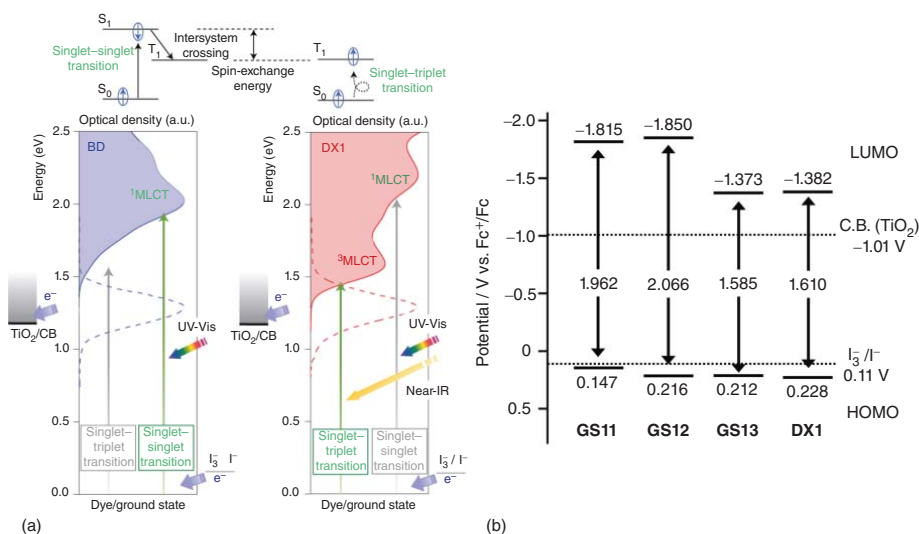 S1
T1
Intersystem
crossing
T1
Singlet–singlet
transition
Spin-exchange
energy
Singlet–triplet
transition
S0
S0
Optical density (a.u.)
Optical density (a.u.)
Energy (eV)
2.5
2.0
1.5
1.0
0.5
0.0
BD
1MLCT
e−
TiO2/CB
UV-Vis
Singlet–
triplet
transition
Singlet–
singlet
transition
I3− I−
e−
Dye/ground state
Energy (eV)
2.5
2.0
1.5
1.0
0.5
0.0
DX1
1MLCT
3MLCT
e−
TiO2/CB
UV-Vis
Near-IR
Singlet–
triplet
transition
Singlet–
singlet
transition
I3− / I−
e−
Dye/ground state
(a)
Potential / V vs. Fc+/Fc
−2.0
−1.5
−1.0
−0.5
0
0.5
−1.815
−1.850
−1.373
−1.382
LUMO
C.B. (TiO2)
−1.01 V
1.962
2.066
1.585
1.610
I3− /I−
0.11 V
0.147
0.216
0.212
0.228
HOMO
GS11
GS12
GS13
DX1
(b)